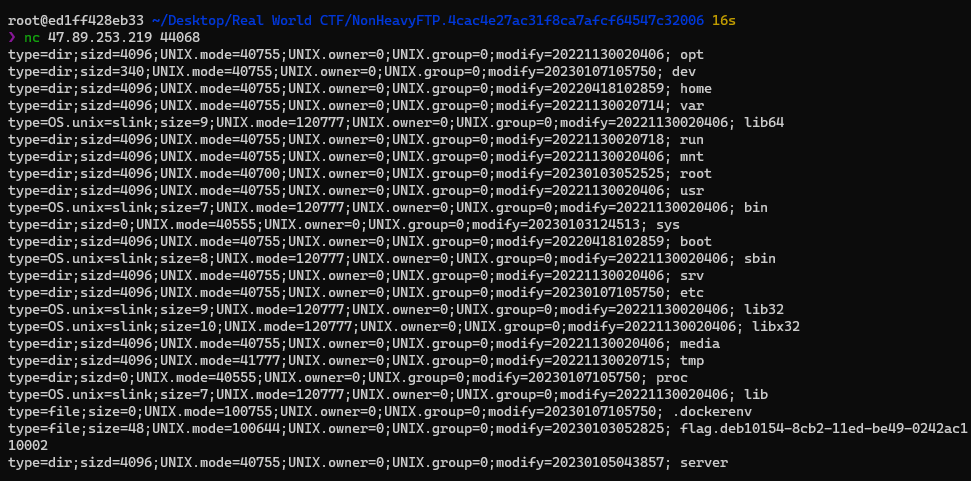 root@ed1ff428eb33 ~/Desktop/Real World CTF/NonHeavyFTP.4cac4e27ac31f8ca7afcf64547c32006 16s
❯ nc 47.89.253.219 44068
type=dir;sizd=4096;UNIX.mode=40755;UNIX.owner=0;UNIX.group=0;modify=20221130020406; opt
type=dir;sizd=340;UNIX.mode=40755;UNIX.owner=0;UNIX.group=0;modify=20230107105750; dev
type=dir;sizd=4096;UNIX.mode=40755;UNIX.owner=0;UNIX.group=0;modify=20220418102859; home
type=dir;sizd=4096;UNIX.mode=40755;UNIX.owner=0;UNIX.group=0;modify=20221130020714; var
type=OS.unix=slink;size=9;UNIX.mode=120777;UNIX.owner=0;UNIX.group=0;modify=20221130020406; lib64
type=dir;sizd=4096;UNIX.mode=40755;UNIX.owner=0;UNIX.group=0;modify=20221130020718; run
type=dir;sizd=4096;UNIX.mode=40755;UNIX.owner=0;UNIX.group=0;modify=20221130020406; mnt
type=dir;sizd=4096;UNIX.mode=40700;UNIX.owner=0;UNIX.group=0;modify=20230103052525; root
type=dir;sizd=4096;UNIX.mode=40755;UNIX.owner=0;UNIX.group=0;modify=20221130020406; usr
type=OS.unix=slink;size=7;UNIX.mode=120777;UNIX.owner=0;UNIX.group=0;modify=20221130020406; bin
type=dir;sizd=0;UNIX.mode=40555;UNIX.owner=0;UNIX.group=0;modify=20230103124513; sys
type=dir;sizd=4096;UNIX.mode=40755;UNIX.owner=0;UNIX.group=0;modify=20220418102859; boot
type=OS.unix=slink;size=8;UNIX.mode=120777;UNIX.owner=0;UNIX.group=0;modify=20221130020406; sbin
type=dir;sizd=4096;UNIX.mode=40755;UNIX.owner=0;UNIX.group=0;modify=20221130020406; srv
type=dir;sizd=4096;UNIX.mode=40755;UNIX.owner=0;UNIX.group=0;modify=20230107105750; etc
type=OS.unix=slink;size=9;UNIX.mode=120777;UNIX.owner=0;UNIX.group=0;modify=20221130020406; lib32
type=OS.unix=slink;size=10;UNIX.mode=120777;UNIX.owner=0;UNIX.group=0;modify=20221130020406; libx32
type=dir;sizd=4096;UNIX.mode=40755;UNIX.owner=0;UNIX.group=0;modify=20221130020406; media
type=dir;sizd=4096;UNIX.mode=41777;UNIX.owner=0;UNIX.group=0;modify=20221130020715; tmp
type=dir;sizd=0;UNIX.mode=40555;UNIX.owner=0;UNIX.group=0;modify=20230107105750; proc
type=OS.unix=slink;size=7;UNIX.mode=120777;UNIX.owner=0;UNIX.group=0;modify=20221130020406; lib
type=file;size=0;UNIX.mode=100755;UNIX.owner=0;UNIX.group=0;modify=20230107105750; .dockerenv
type=file;size=48;UNIX.mode=100644;UNIX.owner=0;UNIX.group=0;modify=20230103052825; flag.deb10154-8cb2-11ed-be49-0242ac1
10002
type=dir;sizd=4096;UNIX.mode=40755;UNIX.owner=0;UNIX.group=0;modify=20230105043857; server